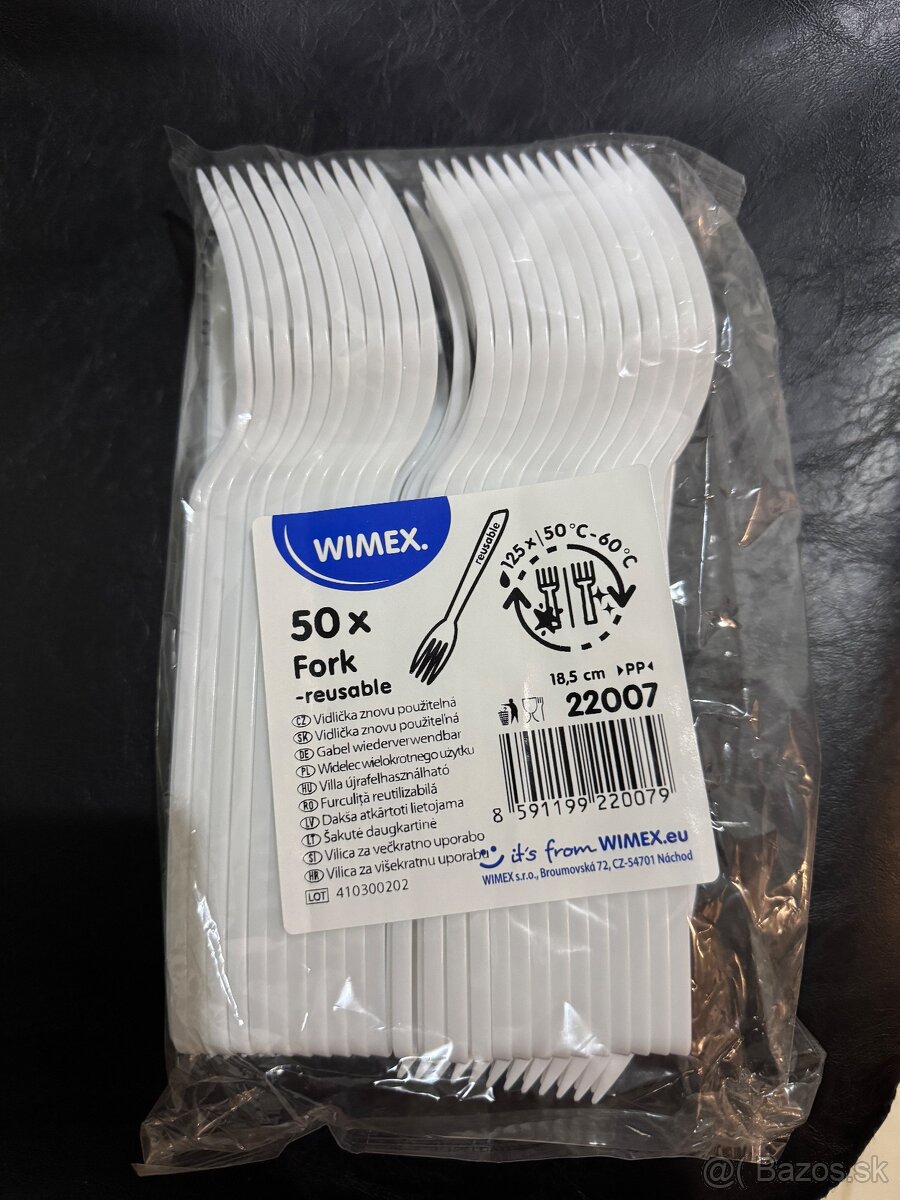 WIMEX.
reusable
125 x | 50 °C - 60 °C
50 x
Fork
-reusable
18,5 cm PP
22007
CZ Vidlička znovu použitelná
SK Vidlička znovu použiteľná
DE Gabel wiederverwendbar
PL Widelec wielokrotnego użytku
HU Villa újrafelhasználható
RO Furculiță reutilizabilă
LV Dakša atkārtoti lietojama
LT Šakutė daugkartinė
SI Vilica za večkratno uporabo
HR Vilica za višekratnu uporabu
LOT 410300202
8 591199 220079
it's from WIMEX.eu
WIMEX s.r.o., Broumovská 72, CZ-54701 Náchod
@( Bazos.sk